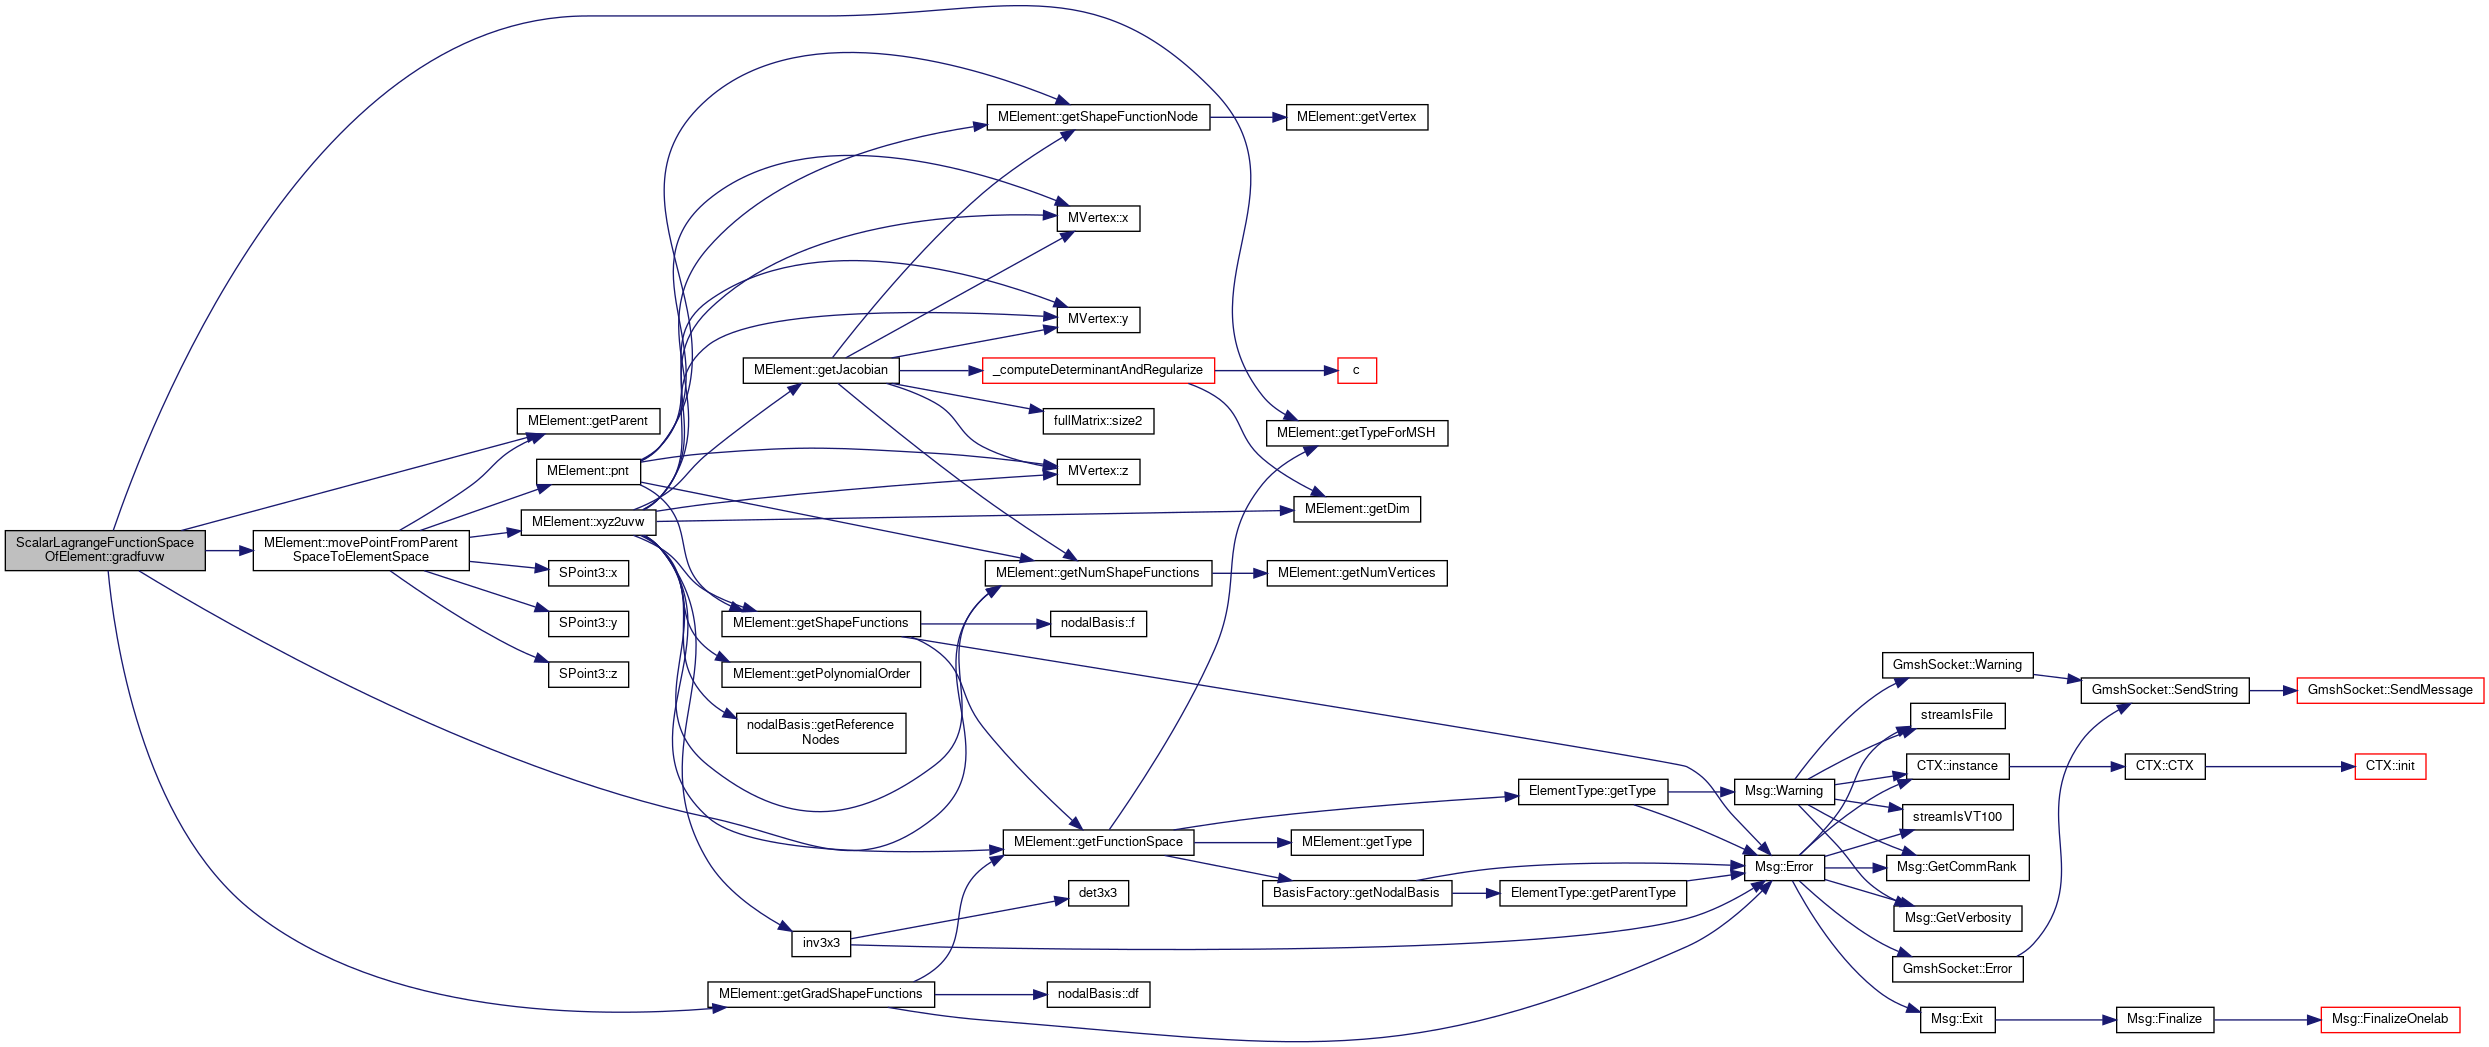 ScalarLagrangeFunctionSpace
OfElement::gradfuvw
MElement::getParent
MElement::movePointFromParent
SpaceToElementSpace
MElement::pnt
MElement::xyz2uvw
SPoint3::x
SPoint3::y
SPoint3::z
MElement::getJacobian
MElement::getShapeFunctions
MElement::getPolynomialOrder
nodalBasis::getReference
Nodes
inv3x3
MElement::getGradShapeFunctions
MElement::getShapeFunctionNode
MVertex::x
MVertex::y
_computeDeterminantAndRegularize
fullMatrix::size2
MVertex::z
MElement::getNumShapeFunctions
nodalBasis::f
MElement::getFunctionSpace
det3x3
nodalBasis::df
MElement::getVertex
c
MElement::getTypeForMSH
MElement::getDim
MElement::getNumVertices
MElement::getType
BasisFactory::getNodalBasis
ElementType::getType
ElementType::getParentType
Msg::Warning
Msg::Error
GmshSocket::Warning
streamIsFile
CTX::instance
streamIsVT100
Msg::GetCommRank
Msg::GetVerbosity
GmshSocket::Error
Msg::Exit
GmshSocket::SendString
CTX::CTX
Msg::Finalize
GmshSocket::SendMessage
CTX::init
Msg::FinalizeOnelab